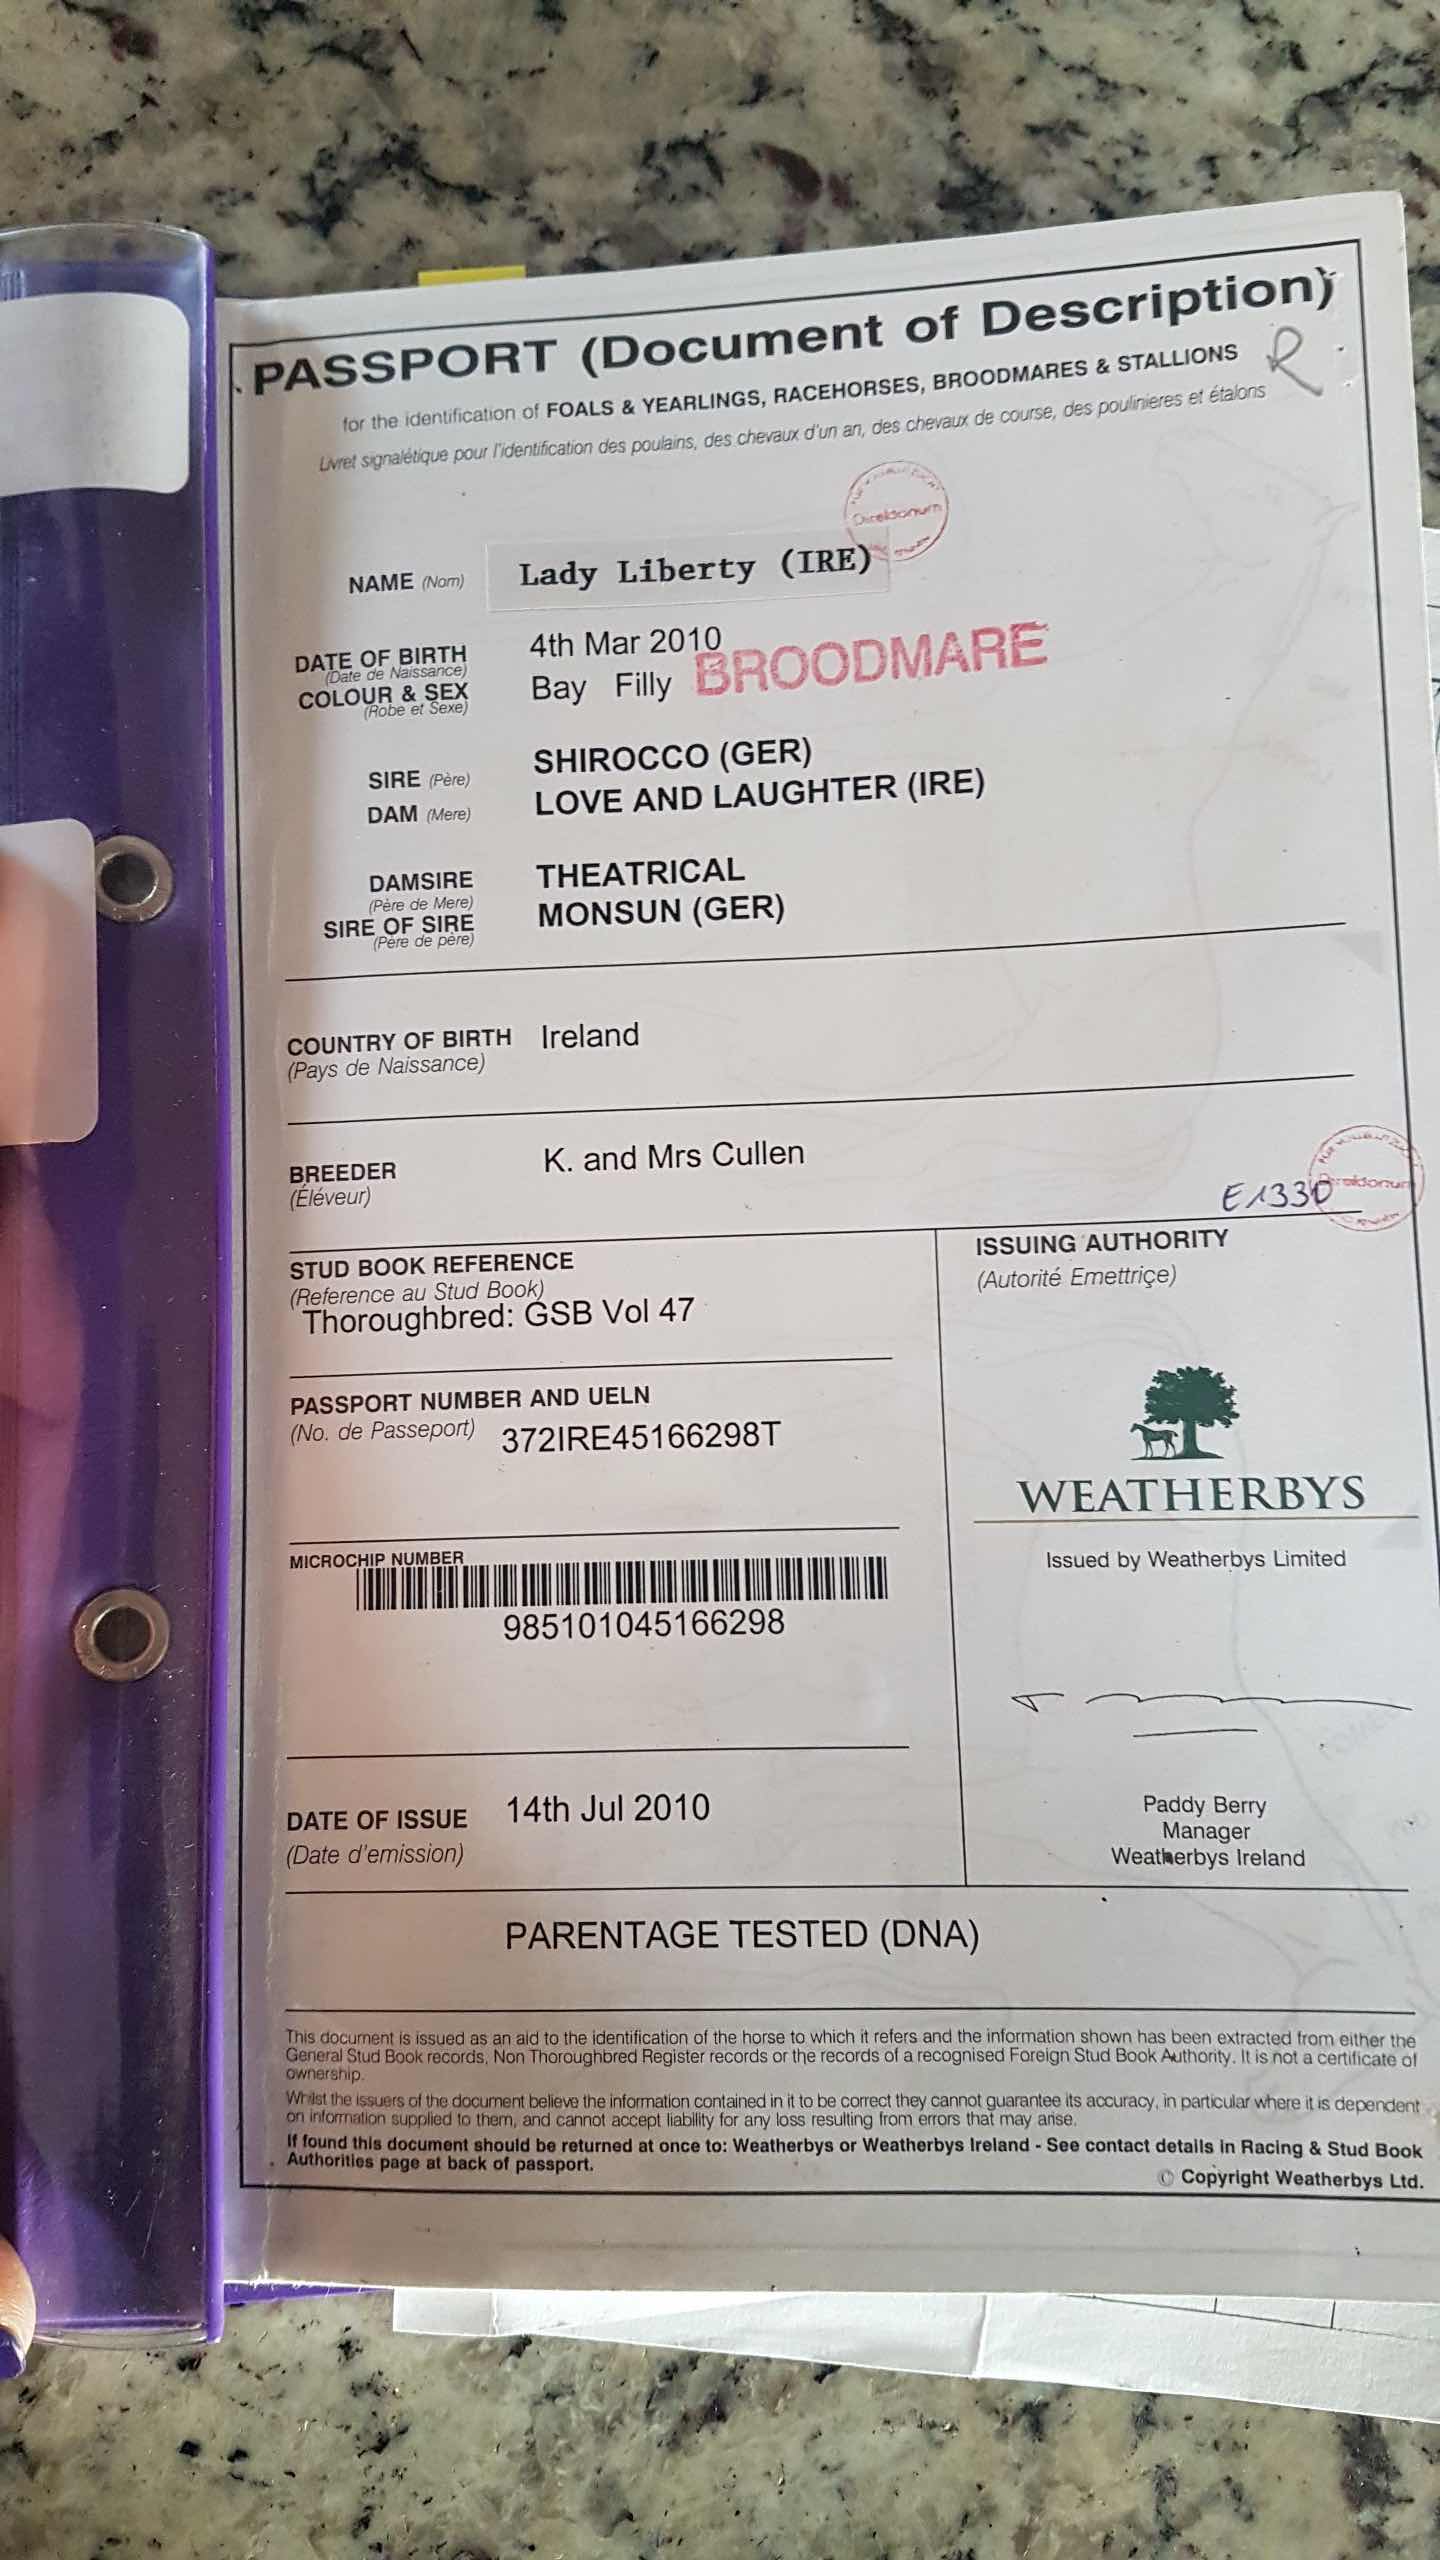 PASSPORT (Document of Description)
R
for the identification of FOALS & YEARLINGS, RACEHORSES, BROODMARES & STALLIONS
Livret signalétique pour l'identification des poulains, des chevaux d'un an, des chevaux de course, des poulinieres et étalons
Direktorium
NAME (Nom) Lady Liberty (IRE)
DATE OF BIRTH 4th Mar 2010
(Date de Naissance)
BROODMARE
COLOUR & SEX Bay Filly
(Robe et Sexe)
SIRE (Père) SHIROCCO (GER)
DAM (Mere) LOVE AND LAUGHTER (IRE)
DAMSIRE THEATRICAL
(Père de Mere)
SIRE OF SIRE MONSUN (GER)
(Père de père)
COUNTRY OF BIRTH Ireland
(Pays de Naissance)
BREEDER K. and Mrs Cullen
(Éléveur)
E1330
Direktorium
STUD BOOK REFERENCE
(Reference au Stud Book)
Thoroughbred: GSB Vol 47
ISSUING AUTHORITY
(Autorité Emettriçe)
PASSPORT NUMBER AND UELN
(No. de Passeport) 372IRE45166298T
WEATHERBYS
Issued by Weatherbys Limited
MICROCHIP NUMBER
985101045166298
DATE OF ISSUE 14th Jul 2010
(Date d'emission)
Paddy Berry
Manager
Weatherbys Ireland
PARENTAGE TESTED (DNA)
This document is issued as an aid to the identification of the horse to which it refers and the information shown has been extracted from either the
General Stud Book records, Non Thoroughbred Register records or the records of a recognised Foreign Stud Book Authority. It is not a certificate of
ownership.
Whilst the issuers of the document believe the information contained in it to be correct they cannot guarantee its accuracy, in particular where it is dependent
on information supplied to them, and cannot accept liability for any loss resulting from errors that may arise.
If found this document should be returned at once to: Weatherbys or Weatherbys Ireland - See contact details in Racing & Stud Book
Authorities page at back of passport.
© Copyright Weatherbys Ltd.